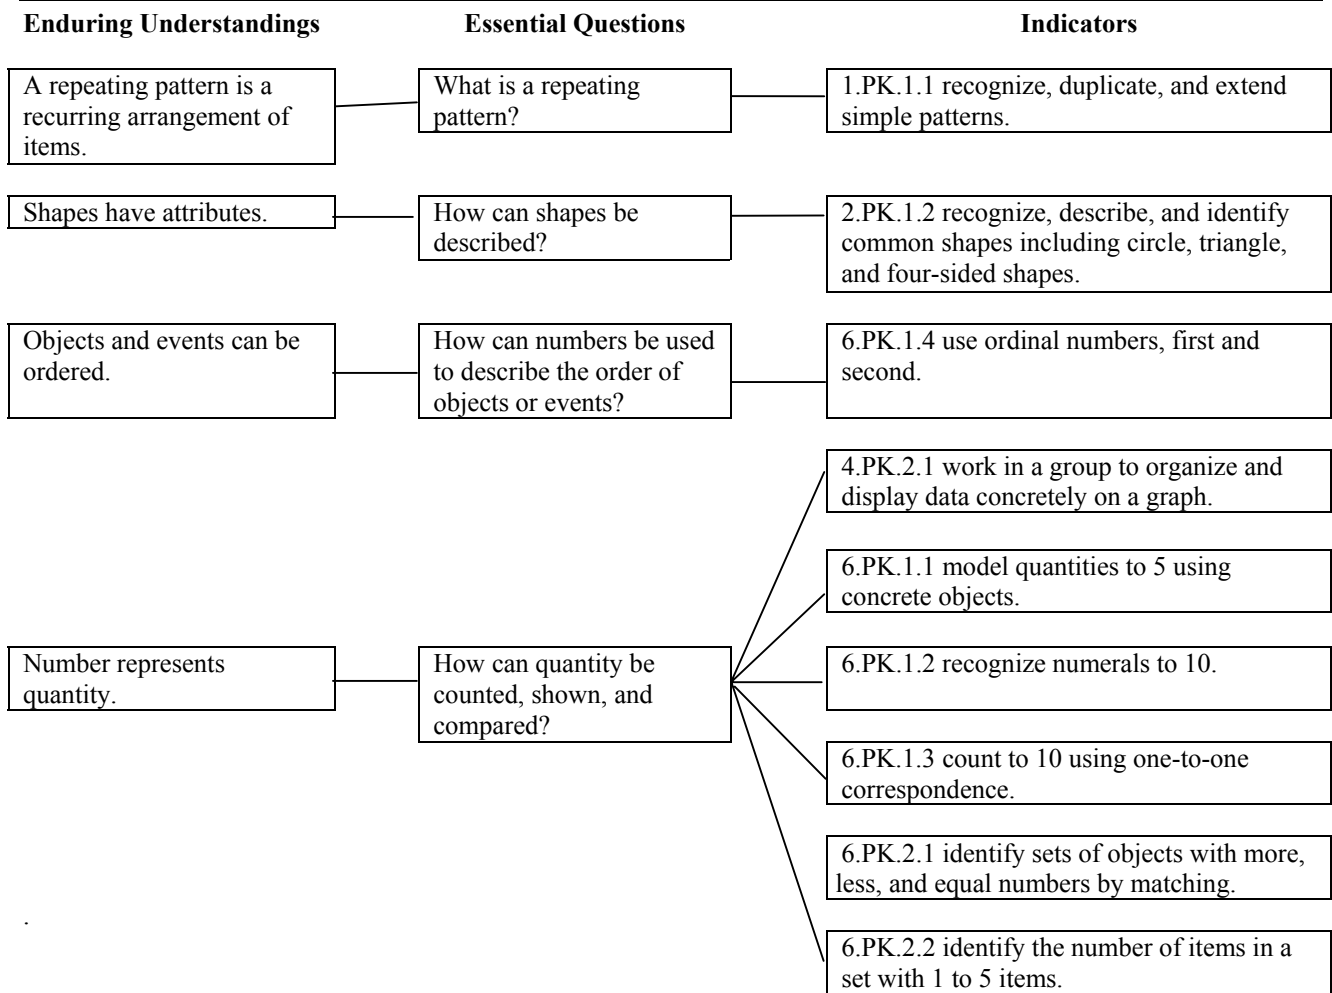 Enduring Understandings
Essential Questions
Indicators
A repeating pattern is a
recurring arrangement of
items.
What is a repeating
pattern?
1.PK.1.1 recognize, duplicate, and extend
simple patterns.
Shapes have attributes.
How can shapes be
described?
2.PK.1.2 recognize, describe, and identify
common shapes including circle, triangle,
and four-sided shapes.
Objects and events can be
ordered.
How can numbers be used
to describe the order of
objects or events?
6.PK.1.4 use ordinal numbers, first and
second.
4.PK.2.1 work in a group to organize and
display data concretely on a graph.
6.PK.1.1 model quantities to 5 using
concrete objects.
Number represents
quantity.
How can quantity be
counted, shown, and
compared?
6.PK.1.2 recognize numerals to 10.
6.PK.1.3 count to 10 using one-to-one
correspondence.
6.PK.2.1 identify sets of objects with more,
less, and equal numbers by matching.
.
6.PK.2.2 identify the number of items in a
set with 1 to 5 items.